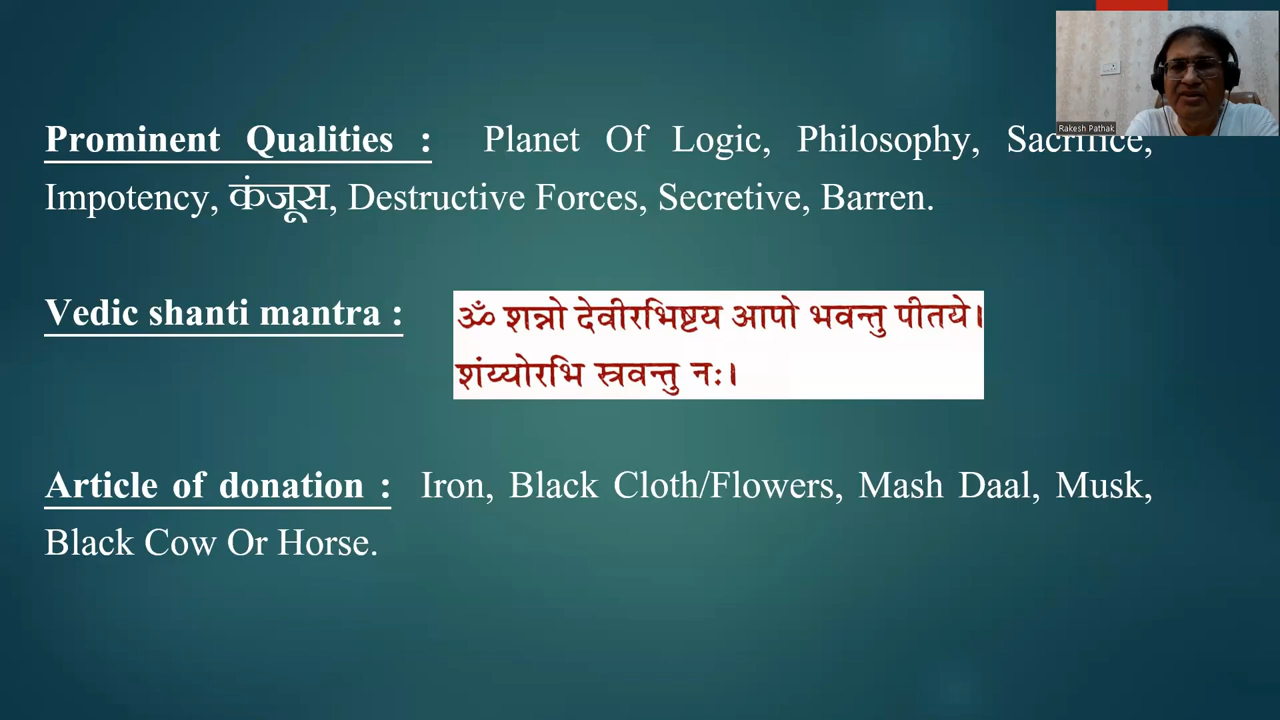 Prominent Qualities : Planet Of Logic, Philosophy, Sacrifice,
Impotency, कंजूस, Destructive Forces, Secretive, Barren.
Vedic shanti mantra :
ॐ शन्नो देवीरभिष्टय आपो भवन्तु पीतये।
शंय्योरभि स्त्रवन्तु नः।
Article of donation : Iron, Black Cloth/Flowers, Mash Daal, Musk,
Black Cow Or Horse.
Rakesh Pathak